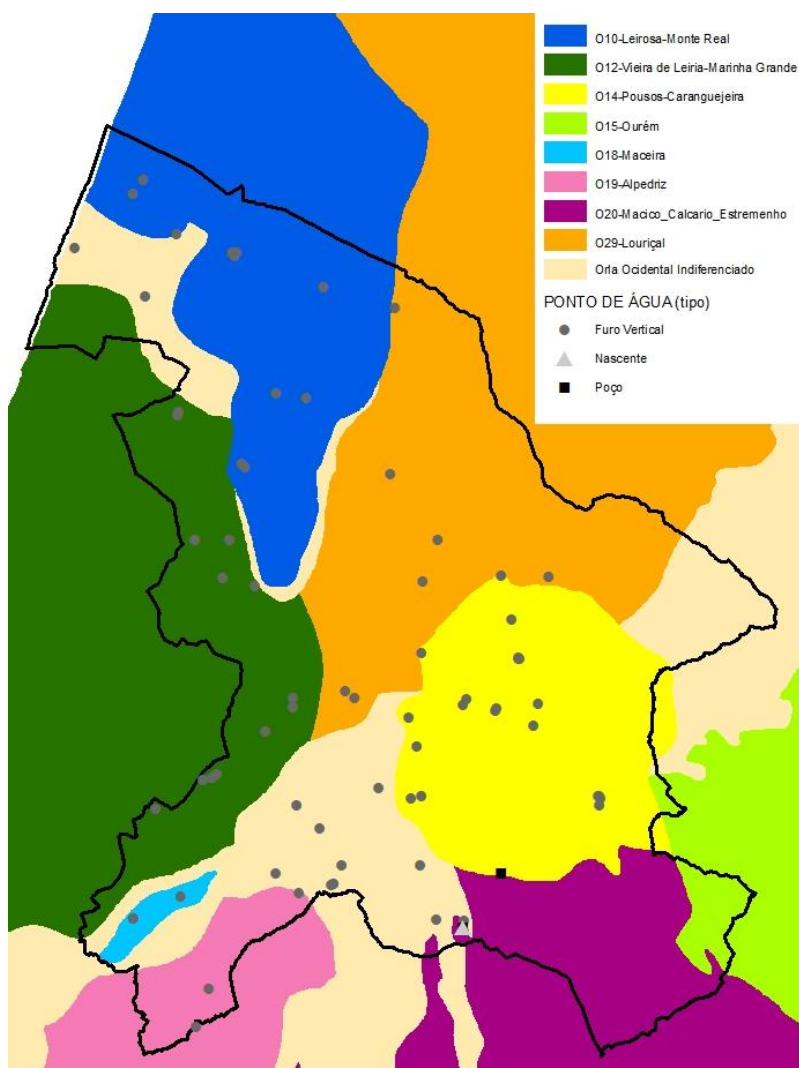 O10-Leirosa-Monte Real
O12-Vieira de Leiria-Marinha Grande
O14-Pousos-Caranguejeira
O15-Ourém
O18-Maceira
O19-Alpedriz
O20-Macico_Calcario_Estremenho
O29-Louriçal
Orla Ocidental Indiferenciado
PONTO DE ÁGUA (tipo)
Furo Vertical
Nascente
Poço